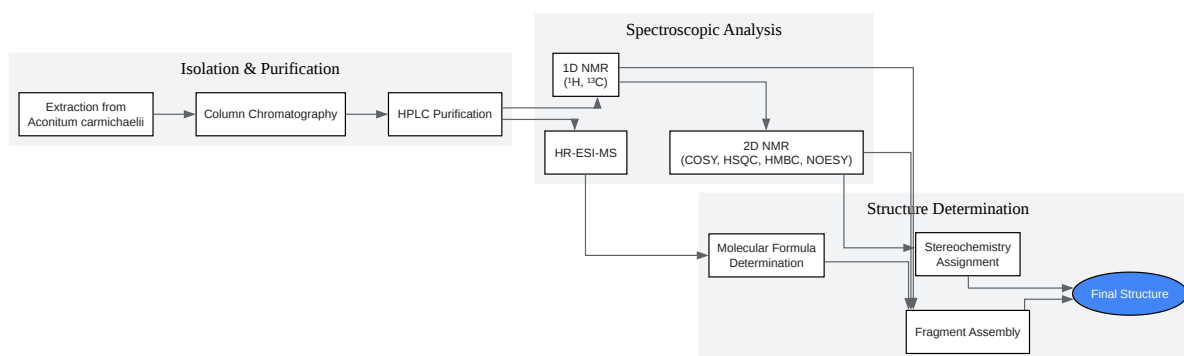 Isolation & Purification
Extraction from
Aconitum carmichaelii
Column Chromatography
HPLC Purification
Spectroscopic Analysis
1D NMR
(¹H, ¹³C)
HR-ESI-MS
2D NMR
(COSY, HSQC, HMBC, NOESY)
Structure Determination
Molecular Formula
Determination
Stereochemistry
Assignment
Fragment Assembly
Final Structure